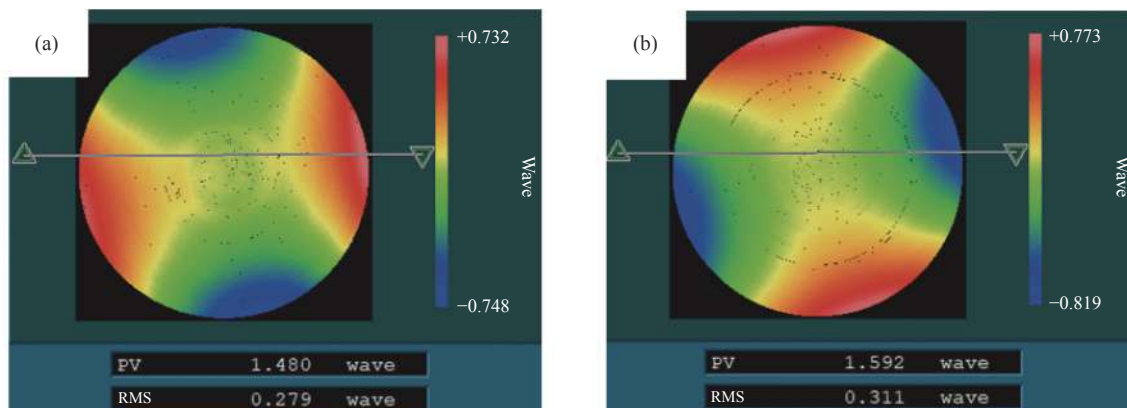 (a)
+0.732
Wave
−0.748
PV 1.480 wave
RMS 0.279 wave
(b)
+0.773
Wave
−0.819
PV 1.592 wave
RMS 0.311 wave